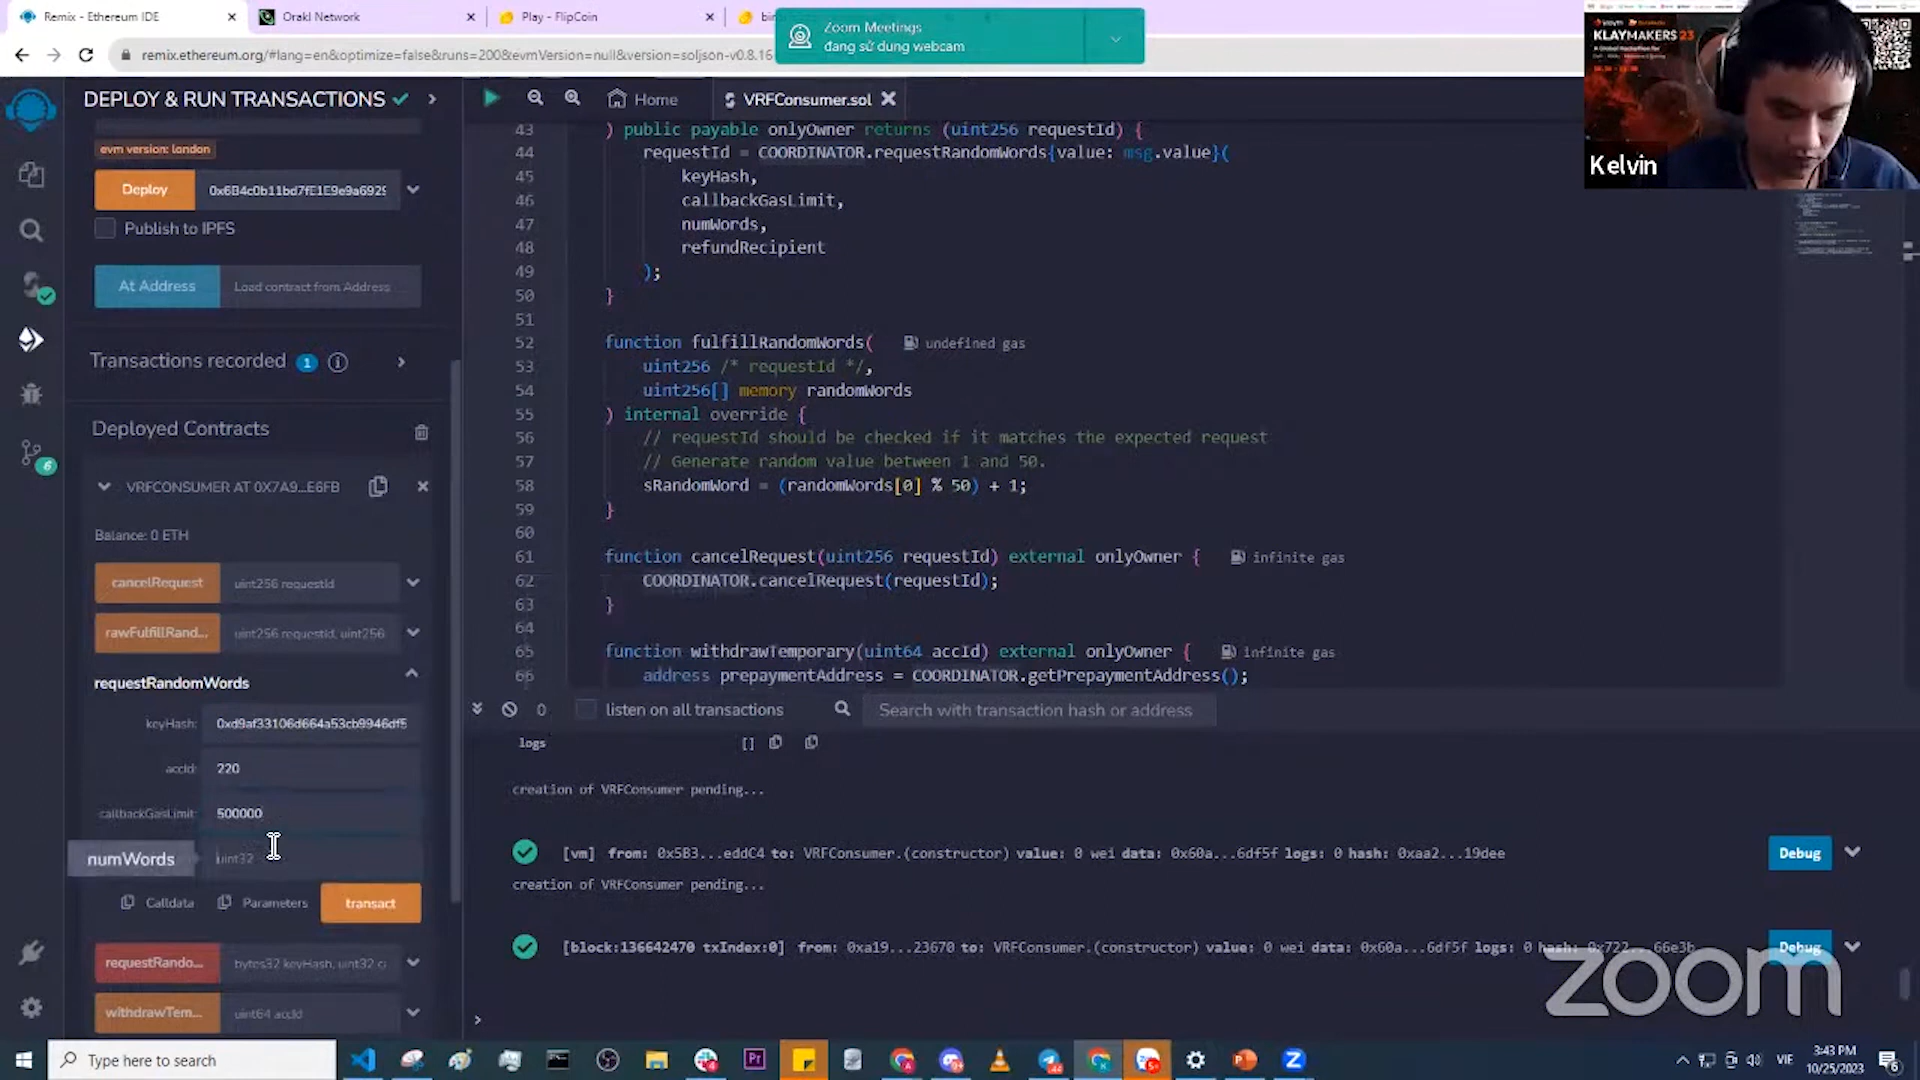 Remix - Ethereum IDE
Orakl Network
Play - FlipCoin
Zoom Meetings
đang sử dụng webcam
remix.ethereum.org/#lang=en&optimize=false&runs=200&evmVersion=null&version=soljson-v0.8.16
KLAYMAKERS 23
Kelvin
DEPLOY & RUN TRANSACTIONS
Home
VRFConsumer.sol
evm version: london
Deploy
0x6B4c0b11bd7fE1E9e9a6929
Publish to IPFS
At Address
Load contract from Address
Transactions recorded 1
Deployed Contracts
VRFCONSUMER AT 0X7A9...E6FB
Balance: 0 ETH
cancelRequest
uint256 requestId
rawFulfillRand...
uint256 requestId, uint256
requestRandomWords
keyHash:
0xd9af33106d664a53cb9946df5
accId:
220
callbackGasLimit:
500000
numWords
uint32
Calldata
Parameters
transact
requestRando...
bytes32 keyHash, uint32 c
withdrawTem...
uint64 accId
43 ) public payable onlyOwner returns (uint256 requestId) {
44 requestId = COORDINATOR.requestRandomWords{value: msg.value}(
45 keyHash,
46 callbackGasLimit,
47 numWords,
48 refundRecipient
49 );
50 }
51
52 function fulfillRandomWords( undefined gas
53 uint256 /* requestId */,
54 uint256[] memory randomWords
55 ) internal override {
56 // requestId should be checked if it matches the expected request
57 // Generate random value between 1 and 50.
58 sRandomWord = (randomWords[0] % 50) + 1;
59 }
60
61 function cancelRequest(uint256 requestId) external onlyOwner { infinite gas
62 COORDINATOR.cancelRequest(requestId);
63 }
64
65 function withdrawTemporary(uint64 accId) external onlyOwner { infinite gas
66 address prepaymentAddress = COORDINATOR.getPrepaymentAddress();
0
listen on all transactions
Search with transaction hash or address
logs
[]
creation of VRFConsumer pending...
[vm] from: 0x5B3...eddC4 to: VRFConsumer.(constructor) value: 0 wei data: 0x60a...6df5f logs: 0 hash: 0xaa2...19dee
Debug
creation of VRFConsumer pending...
[block:136642470 txIndex:0] from: 0xa19...23670 to: VRFConsumer.(constructor) value: 0 wei data: 0x60a...6df5f logs: 0 hash: 0x722...66e3b
Debug
>
zoom
Type here to search
VIE
3:43 PM
10/25/2023